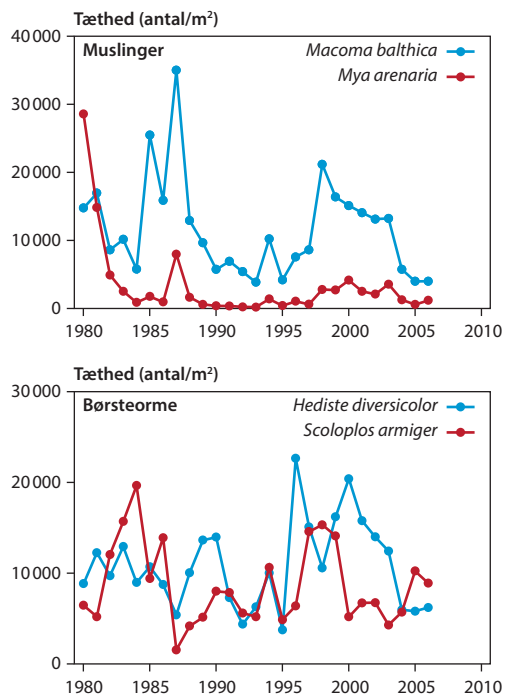 Tæthed (antal/m²)
40 000
Muslinger
Macoma balthica
Mya arenaria
30 000
20 000
10 000
0
1980 1985 1990 1995 2000 2005 2010
Tæthed (antal/m²)
30 000
Børsteorme
Hediste diversicolor
Scoloplos armiger
20 000
10 000
0
1980 1985 1990 1995 2000 2005 2010